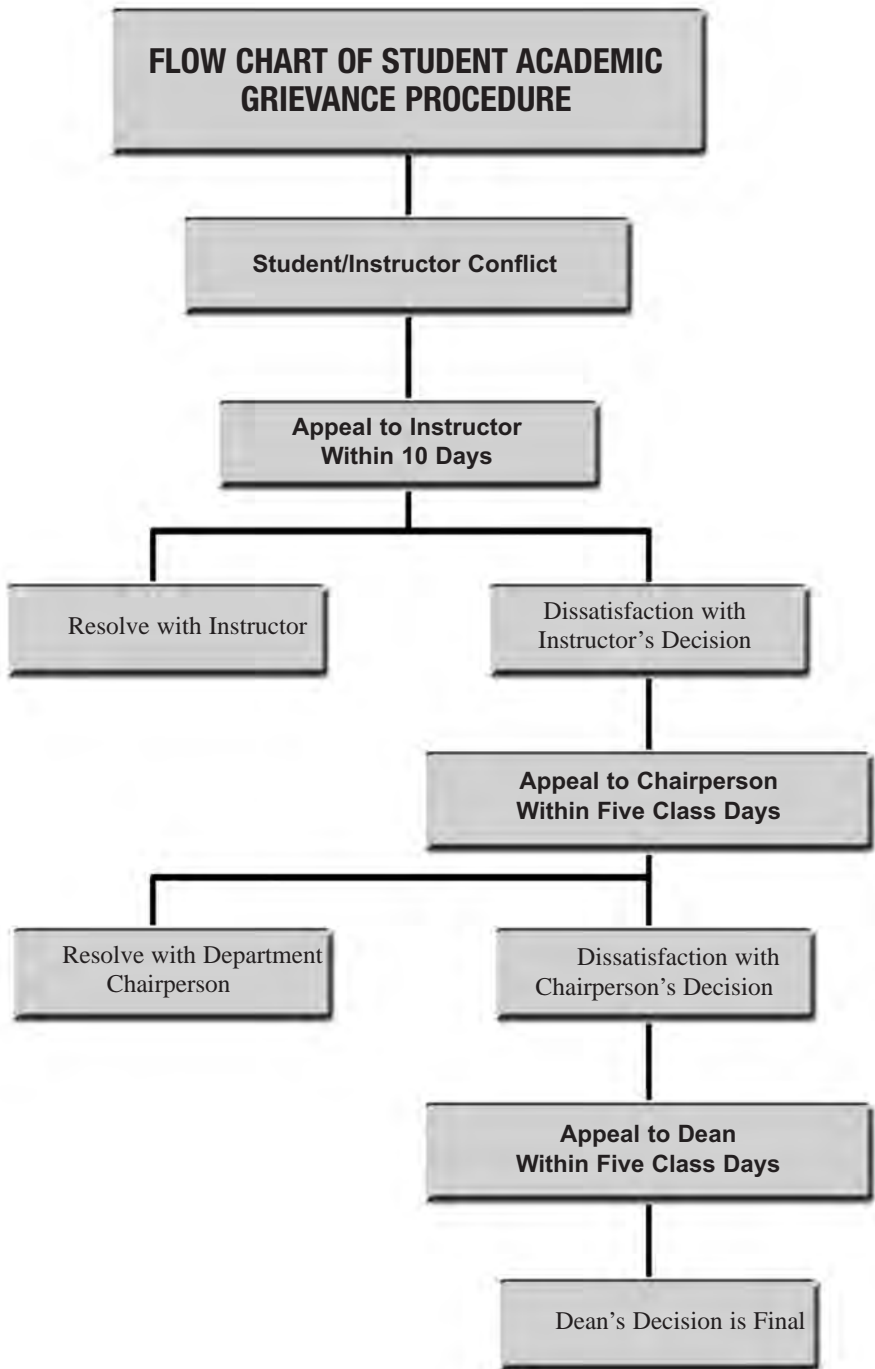 FLOW CHART OF STUDENT ACADEMIC
GRIEVANCE PROCEDURE
Student/Instructor Conflict
Appeal to Instructor
Within 10 Days
Resolve with Instructor
Dissatisfaction with
Instructor’s Decision
Appeal to Chairperson
Within Five Class Days
Resolve with Department
Chairperson
Dissatisfaction with
Chairperson’s Decision
Appeal to Dean
Within Five Class Days
Dean’s Decision is Final